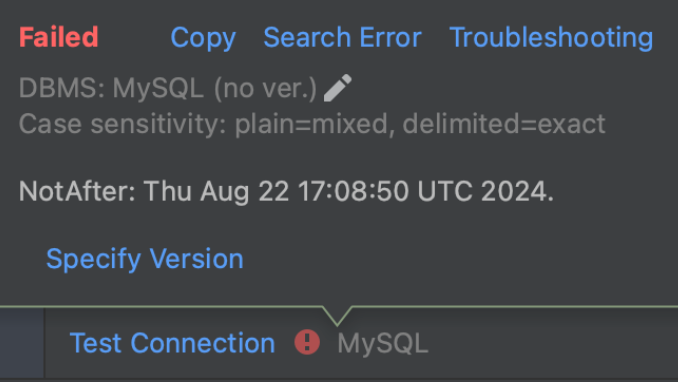 Failed Copy Search Error Troubleshooting
DBMS: MySQL (no ver.)
Case sensitivity: plain=mixed, delimited=exact
NotAfter: Thu Aug 22 17:08:50 UTC 2024.
Specify Version
Test Connection MySQL